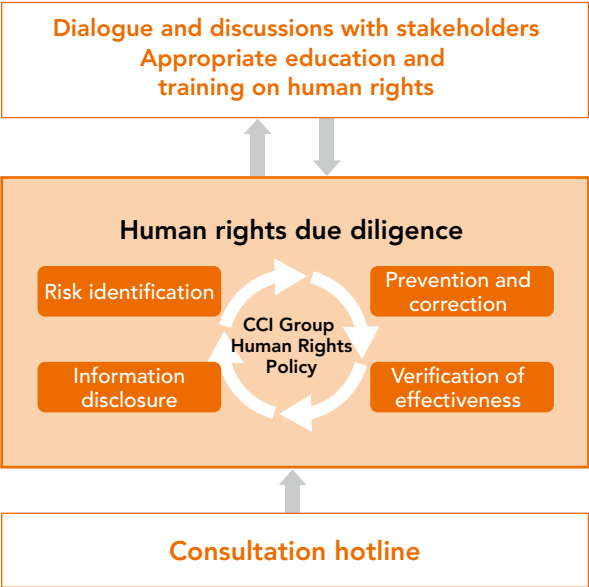 Dialogue and discussions with stakeholders
Appropriate education and
training on human rights
Human rights due diligence
Risk identification
Prevention and
correction
CCI Group
Human Rights
Policy
Information
disclosure
Verification of
effectiveness
Consultation hotline